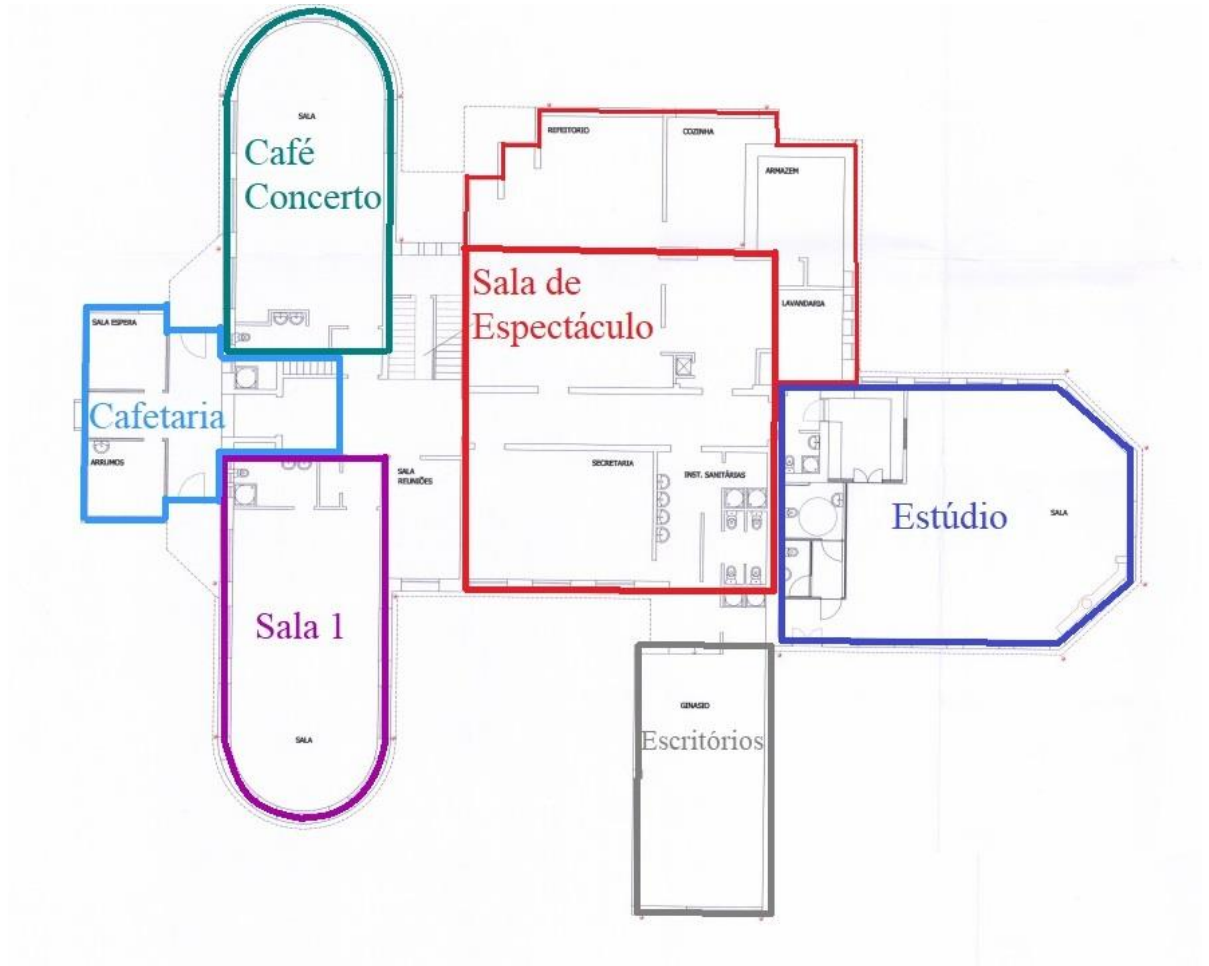 SALA
Café
Concerto
REFEITORIO
COZINHA
ARMAZEM
Sala de
Espectáculo
LAVANDARIA
SALA ESPERA
Cafetaria
ARRUMOS
SALA
REUNIÕES
SECRETARIA
INST. SANITÁRIAS
Estúdio
SALA
Sala 1
SALA
GINASIO
Escritórios